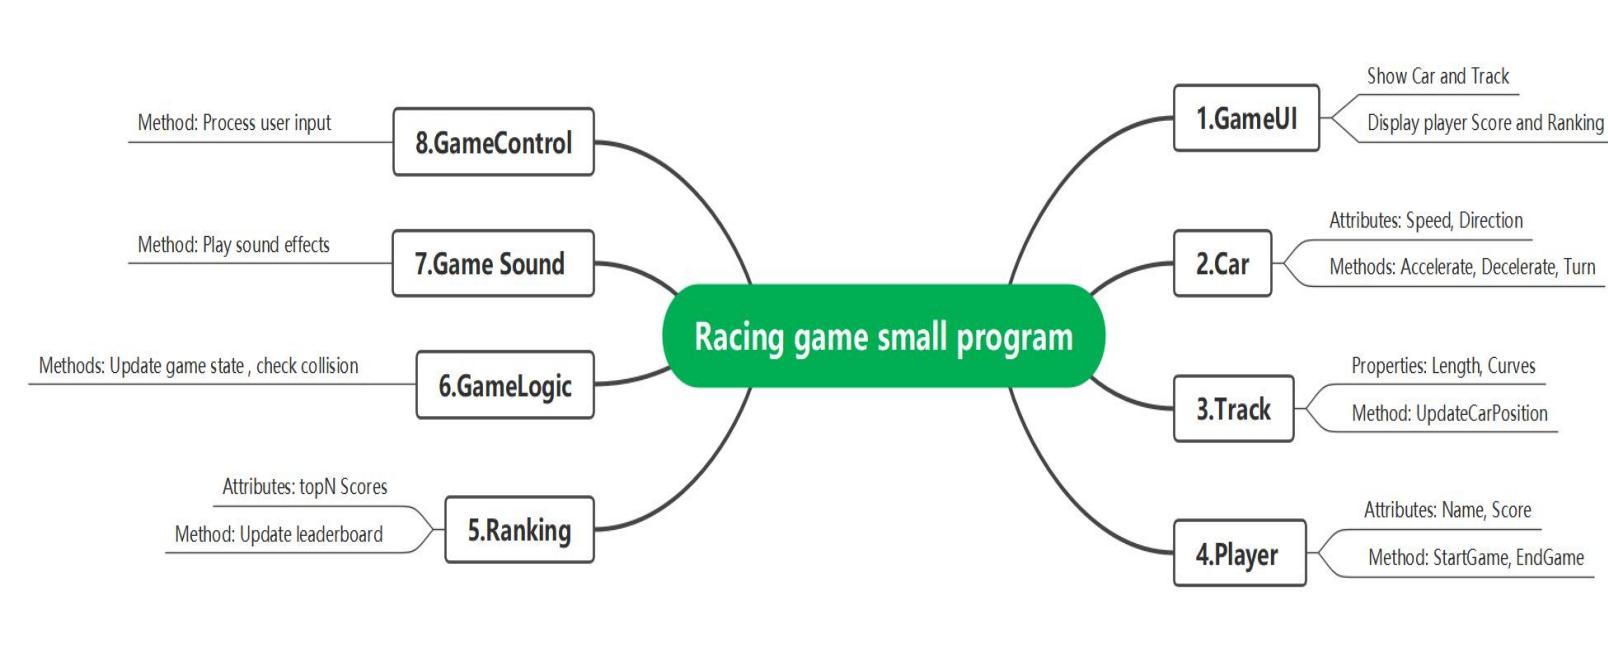 Racing game small program
1.GameUI
Show Car and Track
Display player Score and Ranking
2.Car
Attributes: Speed, Direction
Methods: Accelerate, Decelerate, Turn
3.Track
Properties: Length, Curves
Method: UpdateCarPosition
4.Player
Attributes: Name, Score
Method: StartGame, EndGame
5.Ranking
Attributes: topN Scores
Method: Update leaderboard
6.GameLogic
Methods: Update game state , check collision
7.Game Sound
Method: Play sound effects
8.GameControl
Method: Process user input